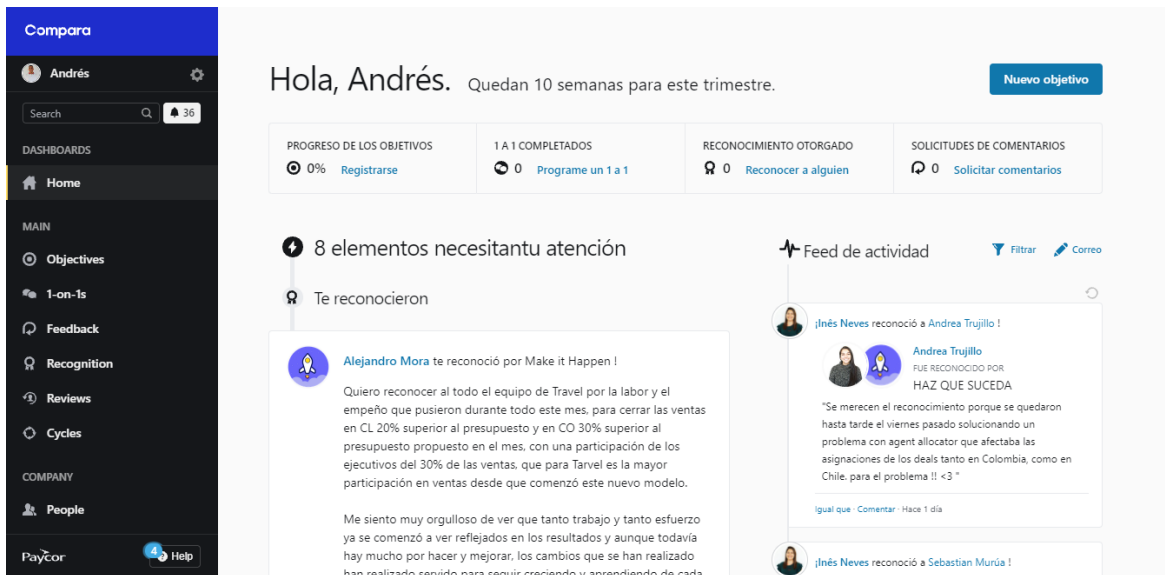 Compara
Andrés
Search
36
DASHBOARDS
Home
MAIN
Objectives
1-on-1s
Feedback
Recognition
Reviews
Cycles
COMPANY
People
Paycor
4
Help
Hola, Andrés. Quedan 10 semanas para este trimestre.
Nuevo objetivo
PROGRESO DE LOS OBJETIVOS
0% Registrarse
1 A 1 COMPLETADOS
0 Programe un 1 a 1
RECONOCIMIENTO OTORGADO
0 Reconocer a alguien
SOLICITUDES DE COMENTARIOS
0 Solicitar comentarios
8 elementos necesitantu atención
Te reconocieron
Alejandro Mora te reconoció por Make it Happen !
Quiero reconocer al todo el equipo de Travel por la labor y el
empeño que pusieron durante todo este mes, para cerrar las ventas
en CL 20% superior al presupuesto y en CO 30% superior al
presupuesto propuesto en el mes, con una participación de los
ejecutivos del 30% de las ventas, que para Tarvel es la mayor
participación en ventas desde que comenzó este nuevo modelo.
Me siento muy orgulloso de ver que tanto trabajo y tanto esfuerzo
ya se comenzó a ver reflejados en los resultados y aunque todavía
hay mucho por hacer y mejorar, los cambios que se han realizado
han realizado servido para seguir creciendo y aprendiendo de cada
Feed de actividad
Filtrar
Correo
¡Inés Neves reconoció a Andrea Trujillo !
Andrea Trujillo
FUE RECONOCIDO POR
HAZ QUE SUCEDA
"Se merecen el reconocimiento porque se quedaron
hasta tarde el viernes pasado solucionando un
problema con agent allocator que afectaba las
asignaciones de los deals tanto en Colombia, como en
Chile. para el problema !! <3 "
Igual que · Comentar · Hace 1 día
¡Inés Neves reconoció a Sebastian Murúa !